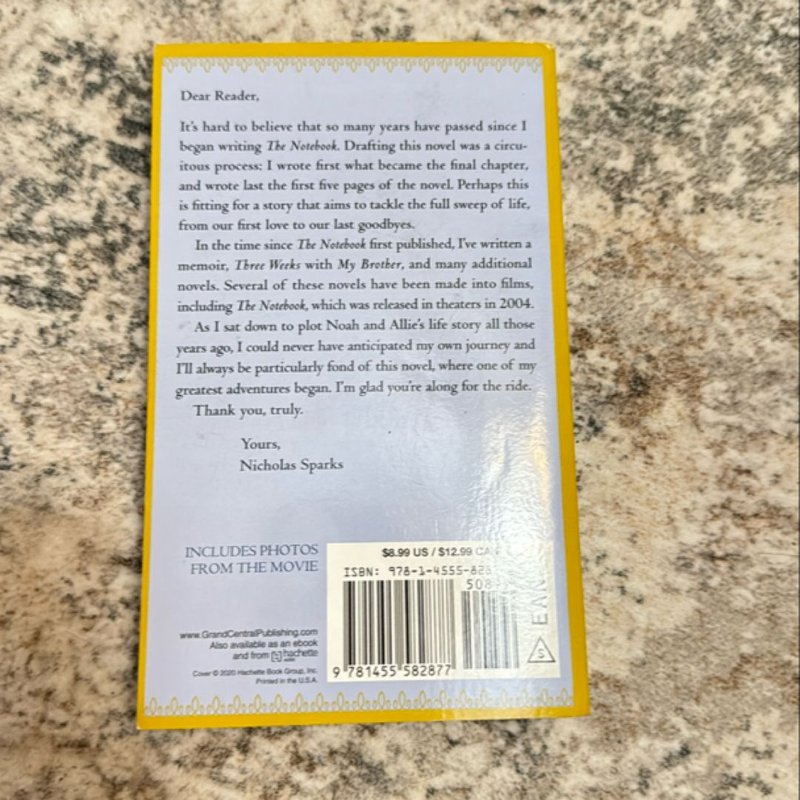 Dear Reader,
It's hard to believe that so many years have passed since I
began writing The Notebook. Drafting this novel was a circu-
itous process: I wrote first what became the final chapter,
and wrote last the first five pages of the novel. Perhaps this
is fitting for a story that aims to tackle the full sweep of life,
from our first love to our last goodbyes.
In the time since The Notebook first published, I've written a
memoir, Three Weeks with My Brother, and many additional
novels. Several of these novels have been made into films,
including The Notebook, which was released in theaters in 2004.
As I sat down to plot Noah and Allie's life story all those
years ago, I could never have anticipated my own journey and
I'll always be particularly fond of this novel, where one of my
greatest adventures began. I'm glad you're along for the ride.
Thank you, truly.
Yours,
Nicholas Sparks
INCLUDES PHOTOS
FROM THE MOVIE
www.GrandCentralPublishing.com
Also available as an ebook
and from hachette
Cover © 2020 Hachette Book Group, Inc.
Printed in the U.S.A.
$8.99 US / $12.99
ISBN: 978-1-4555-82
508
9 781455 582877
EAN
S